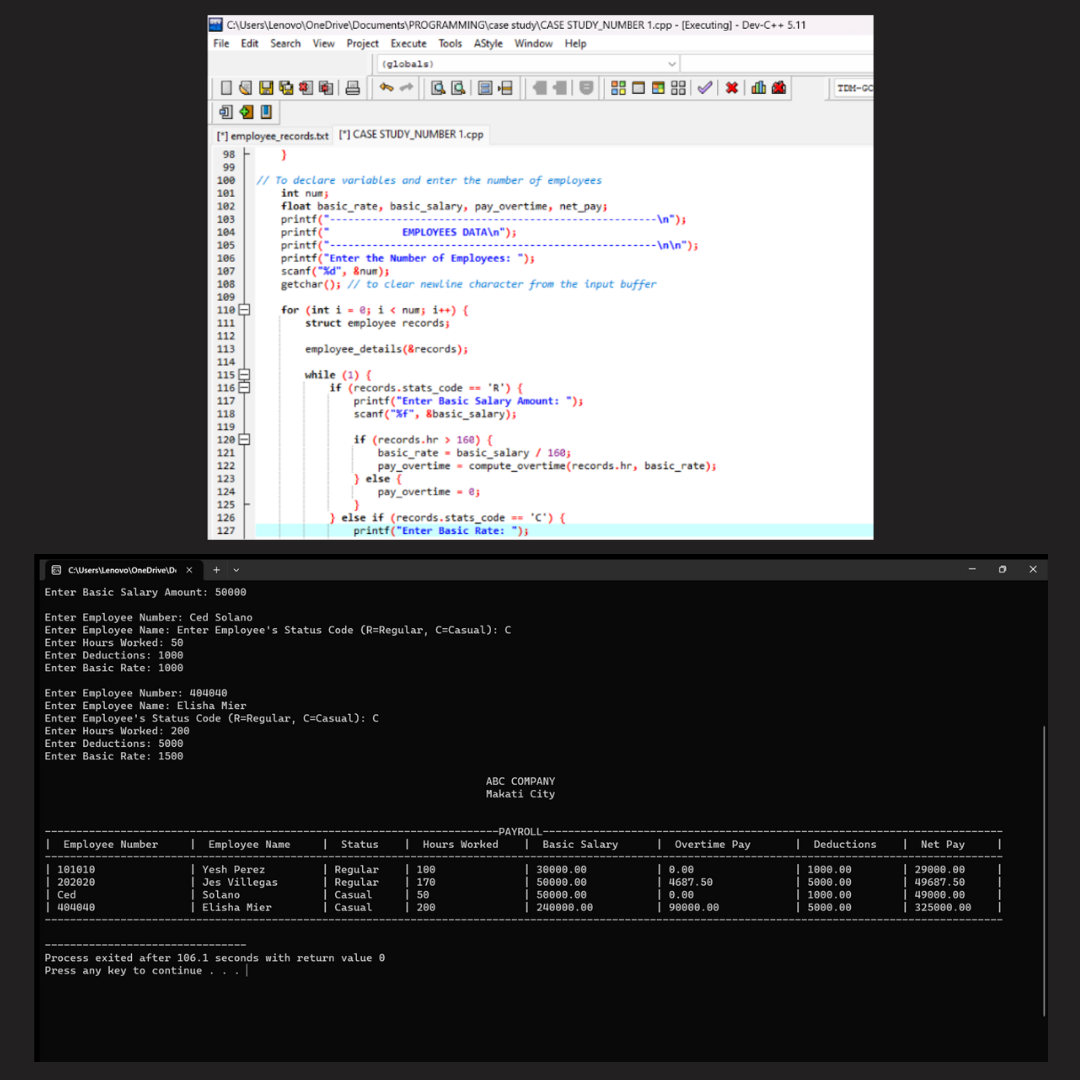 C:\Users\Lenovo\OneDrive\Documents\PROGRAMMING\case study\CASE STUDY_NUMBER 1.cpp - [Executing] - Dev-C++ 5.11
File Edit Search View Project Execute Tools AStyle Window Help
(globals)
TDM-GC
[*] employee_records.txt [*] CASE STUDY_NUMBER 1.cpp
98 }
99
100 // To declare variables and enter the number of employees
101 int num;
102 float basic_rate, basic_salary, pay_overtime, net_pay;
103 printf("----------------------------------------------------\n");
104 printf(" EMPLOYEES DATA\n");
105 printf("----------------------------------------------------\n\n");
106 printf("Enter the Number of Employees: ");
107 scanf("%d", &num);
108 getchar(); // to clear newline character from the input buffer
109
110 for (int i = 0; i < num; i++) {
111 struct employee records;
112
113 employee_details(&records);
114
115 while (1) {
116 if (records.stats_code == 'R') {
117 printf("Enter Basic Salary Amount: ");
118 scanf("%f", &basic_salary);
119
120 if (records.hr > 160) {
121 basic_rate = basic_salary / 160;
122 pay_overtime = compute_overtime(records.hr, basic_rate);
123 } else {
124 pay_overtime = 0;
125 }
126 } else if (records.stats_code == 'C') {
127 printf("Enter Basic Rate: ");
C:\Users\Lenovo\OneDrive\D
Enter Basic Salary Amount: 50000
Enter Employee Number: Ced Solano
Enter Employee Name: Enter Employee's Status Code (R=Regular, C=Casual): C
Enter Hours Worked: 50
Enter Deductions: 1000
Enter Basic Rate: 1000
Enter Employee Number: 404040
Enter Employee Name: Elisha Mier
Enter Employee's Status Code (R=Regular, C=Casual): C
Enter Hours Worked: 200
Enter Deductions: 5000
Enter Basic Rate: 1500
ABC COMPANY
Makati City
------------------------------------------------------------------------PAYROLL-------------------------------------------------------------------------
| Employee Number | Employee Name | Status | Hours Worked | Basic Salary | Overtime Pay | Deductions | Net Pay |
--------------------------------------------------------------------------------------------------------------------------------------------------------
| 101010 | Yesh Perez | Regular | 100 | 30000.00 | 0.00 | 1000.00 | 29000.00 |
| 202020 | Jes Villegas | Regular | 170 | 50000.00 | 4687.50 | 5000.00 | 49687.50 |
| Ced | Solano | Casual | 50 | 50000.00 | 0.00 | 1000.00 | 49000.00 |
| 404040 | Elisha Mier | Casual | 200 | 240000.00 | 90000.00 | 5000.00 | 325000.00 |
--------------------------------------------------------------------------------------------------------------------------------------------------------
--------------------------------
Process exited after 106.1 seconds with return value 0
Press any key to continue . . .